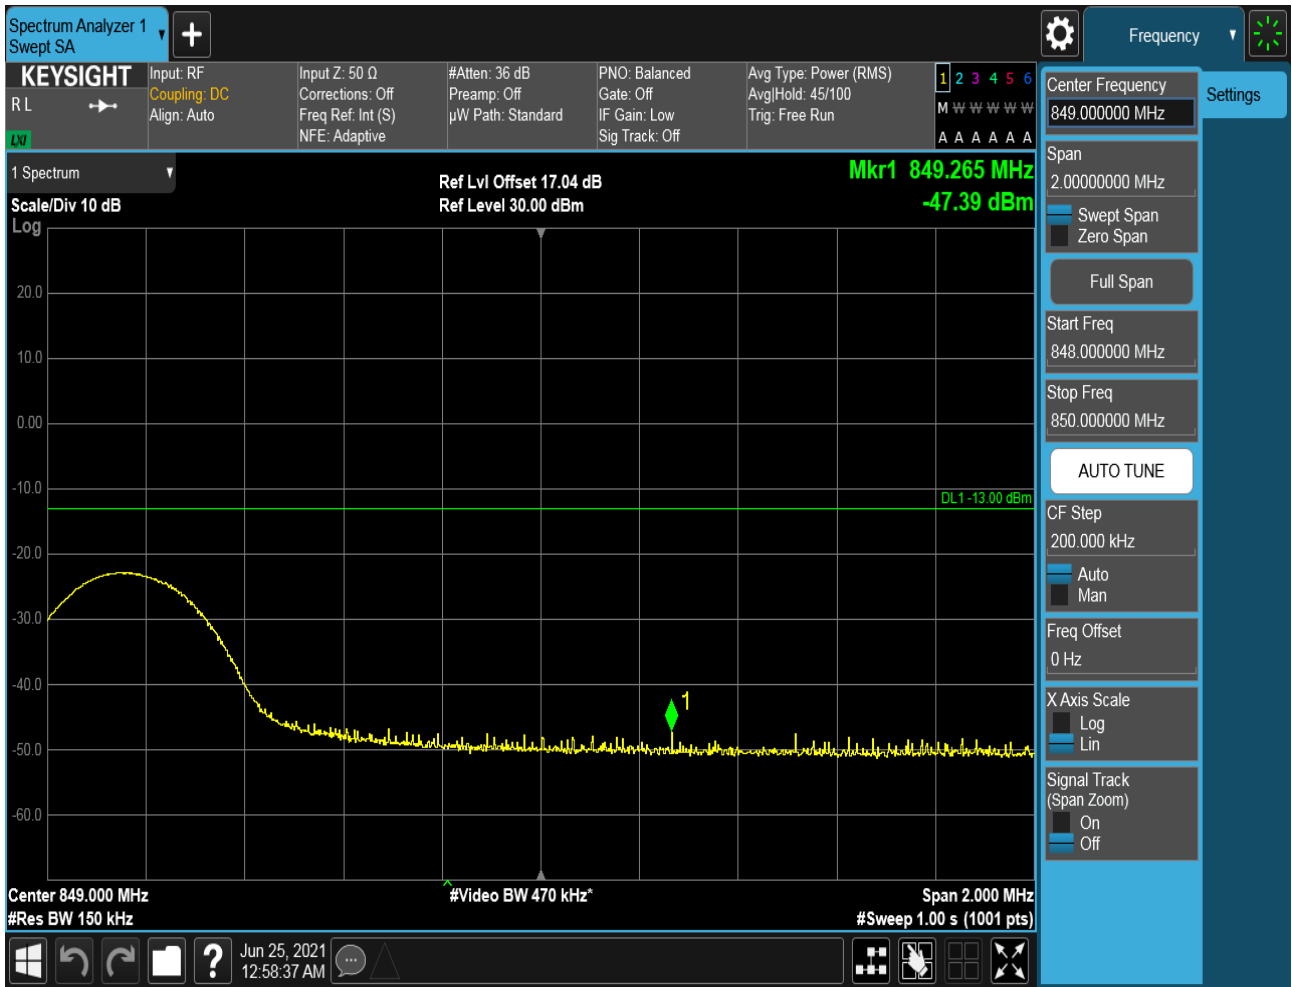 Spectrum Analyzer 1
Swept SA
Frequency
KEYSIGHT
R L
LXI
Input: RF
Coupling: DC
Align: Auto
Input Z: 50 Ω
Corrections: Off
Freq Ref: Int (S)
NFE: Adaptive
#Atten: 36 dB
Preamp: Off
µW Path: Standard
PNO: Balanced
Gate: Off
IF Gain: Low
Sig Track: Off
Avg Type: Power (RMS)
Avg|Hold: 45/100
Trig: Free Run
1 2 3 4 5 6
M W W W W W
A A A A A A
1 Spectrum
Scale/Div 10 dB
Log
Ref Lvl Offset 17.04 dB
Ref Level 30.00 dBm
Mkr1 849.265 MHz
-47.39 dBm
20.0
10.0
0.00
-10.0
DL1 -13.00 dBm
-20.0
-30.0
-40.0
1
-50.0
-60.0
Center 849.000 MHz
#Video BW 470 kHz*
Span 2.000 MHz
#Res BW 150 kHz
#Sweep 1.00 s (1001 pts)
Center Frequency
849.000000 MHz
Settings
Span
2.00000000 MHz
Swept Span
Zero Span
Full Span
Start Freq
848.000000 MHz
Stop Freq
850.000000 MHz
AUTO TUNE
CF Step
200.000 kHz
Auto
Man
Freq Offset
0 Hz
X Axis Scale
Log
Lin
Signal Track
(Span Zoom)
On
Off
?
Jun 25, 2021
12:58:37 AM